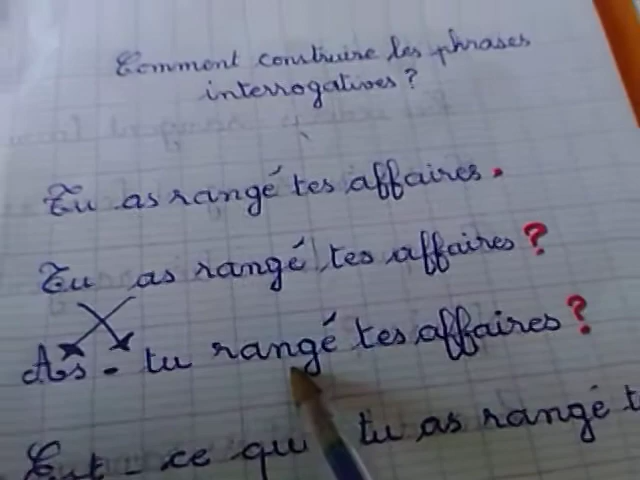 Comment construire les phrases
interrogatives ?
Tu as rangé tes affaires.
Tu as rangé tes affaires ?
As-tu rangé tes affaires ?
Est-ce qu tu as rangé t